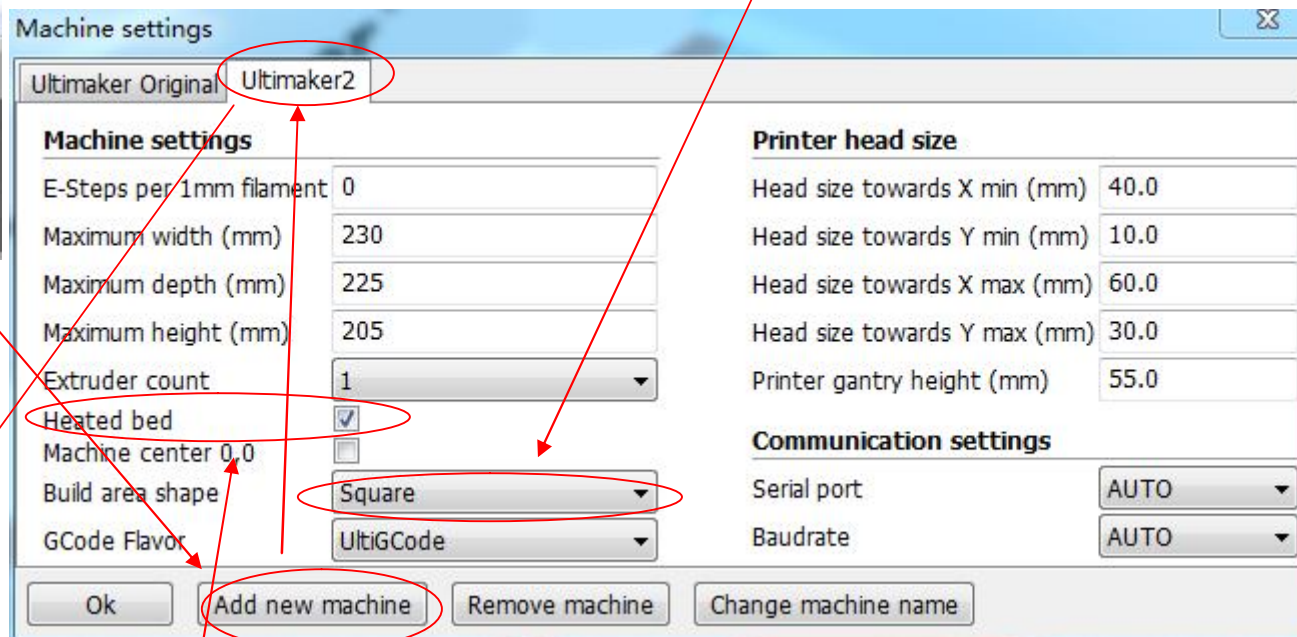 Machine settings
Ultimaker Original Ultimaker2
Machine settings
E-Steps per 1mm filament 0
Maximum width (mm) 230
Maximum depth (mm) 225
Maximum height (mm) 205
Extruder count 1
Heated bed
Machine center 0,0
Build area shape Square
GCode Flavor UltiGCode
Printer head size
Head size towards X min (mm) 40.0
Head size towards Y min (mm) 10.0
Head size towards X max (mm) 60.0
Head size towards Y max (mm) 30.0
Printer gantry height (mm) 55.0
Communication settings
Serial port AUTO
Baudrate AUTO
Ok Add new machine Remove machine Change machine name